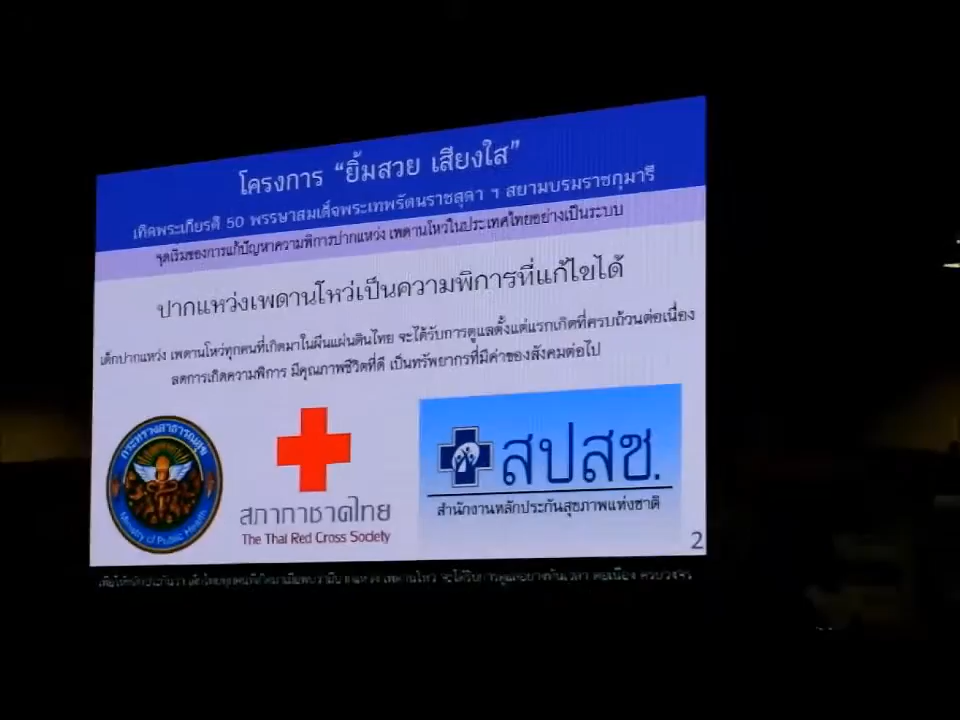 โครงการ “ยิ้มสวย เสียงใส”
เทิดพระเกียรติ 50 พรรษาสมเด็จพระเทพรัตนราชสุดา ฯ สยามบรมราชกุมารี
จุดเริ่มของการแก้ปัญหาความพิการปากแหว่ง เพดานโหว่ในประเทศไทยอย่างเป็นระบบ
ปากแหว่งเพดานโหว่เป็นความพิการที่แก้ไขได้
เด็กปากแหว่ง เพดานโหว่ทุกคนที่เกิดมาในผืนแผ่นดินไทย จะได้รับการดูแลตั้งแต่แรกเกิดที่ครบถ้วนต่อเนื่อง
ลดการเกิดความพิการ มีคุณภาพชีวิตที่ดี เป็นทรัพยากรที่มีค่าของสังคมต่อไป
กระทรวงสาธารณสุข
Ministry of Public Health
สภากาชาดไทย
The Thai Red Cross Society
สปสช.
สำนักงานหลักประกันสุขภาพแห่งชาติ
2